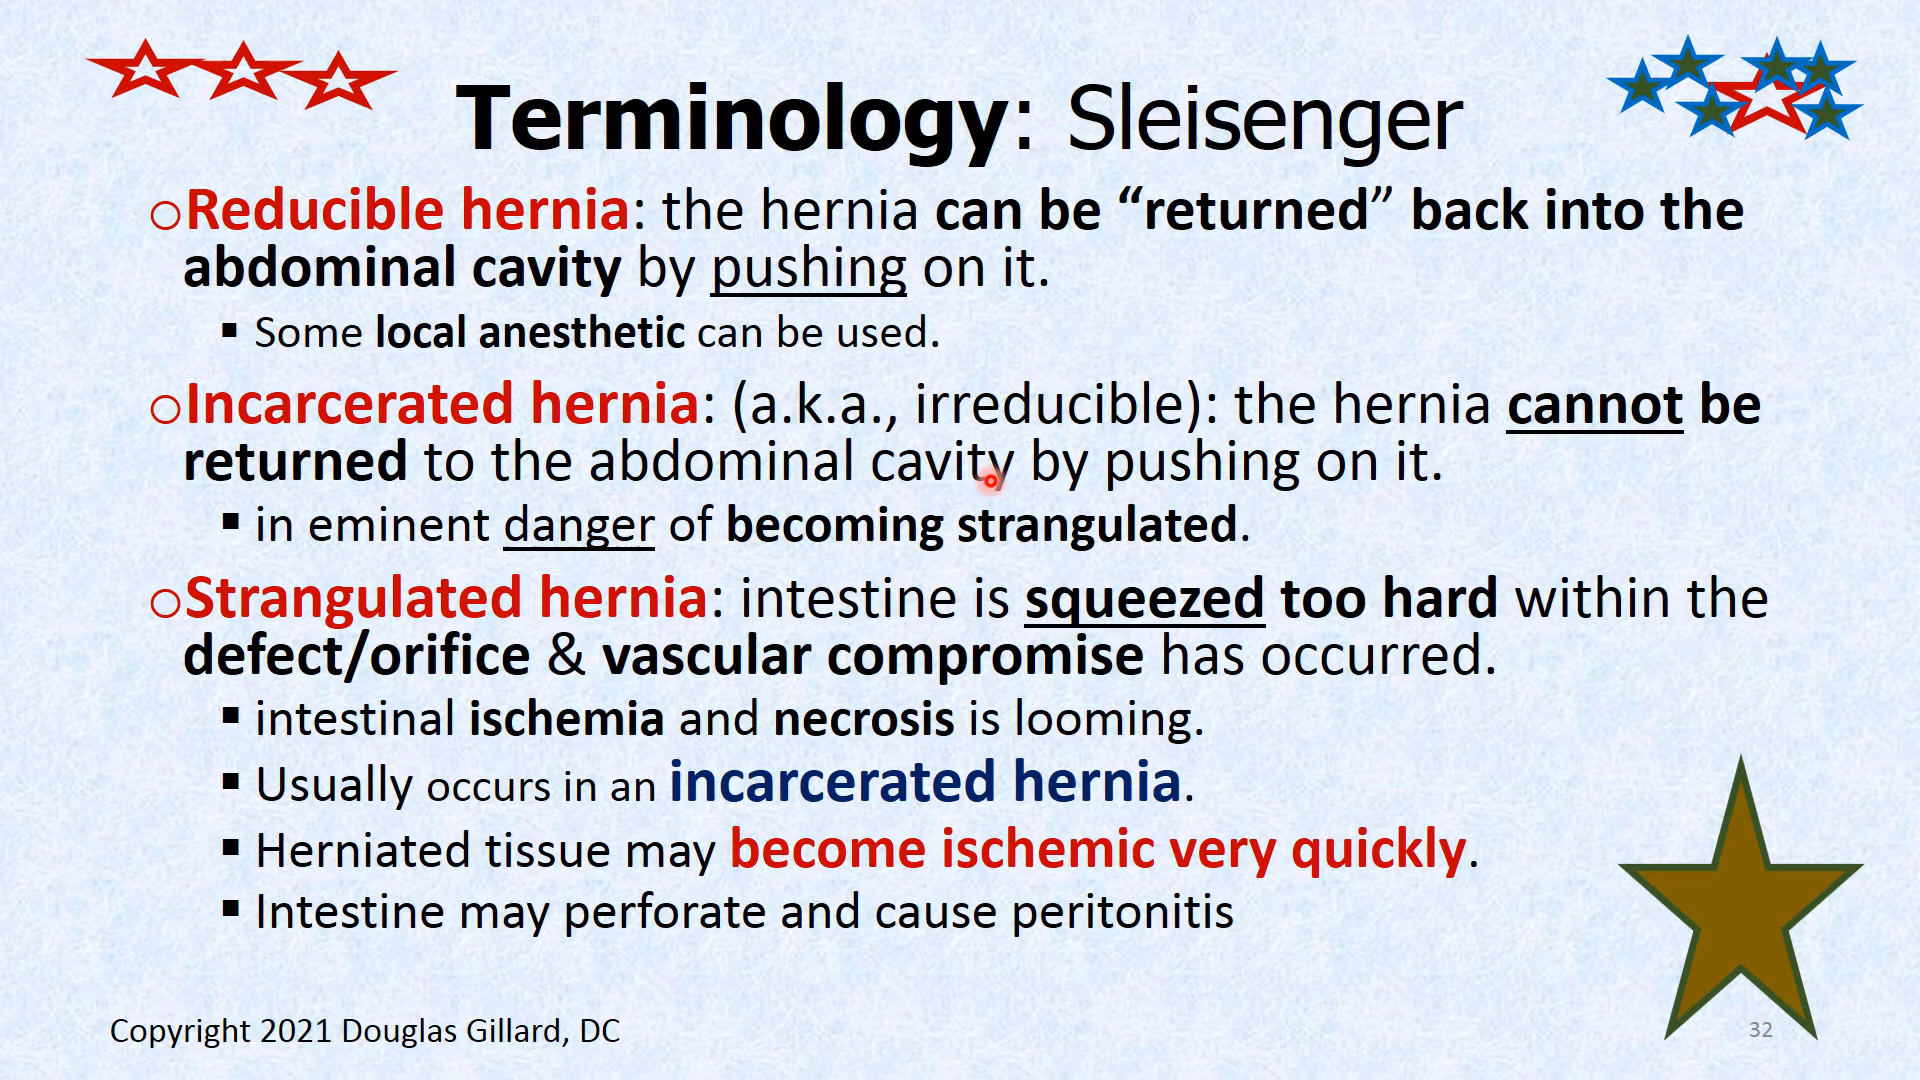 Terminology: Sleisenger
oReducible hernia: the hernia can be “returned” back into the
abdominal cavity by pushing on it.
▪ Some local anesthetic can be used.
oIncarcerated hernia: (a.k.a., irreducible): the hernia cannot be
returned to the abdominal cavity by pushing on it.
▪ in eminent danger of becoming strangulated.
oStrangulated hernia: intestine is squeezed too hard within the
defect/orifice & vascular compromise has occurred.
▪ intestinal ischemia and necrosis is looming.
▪ Usually occurs in an incarcerated hernia.
▪ Herniated tissue may become ischemic very quickly.
▪ Intestine may perforate and cause peritonitis
Copyright 2021 Douglas Gillard, DC
32